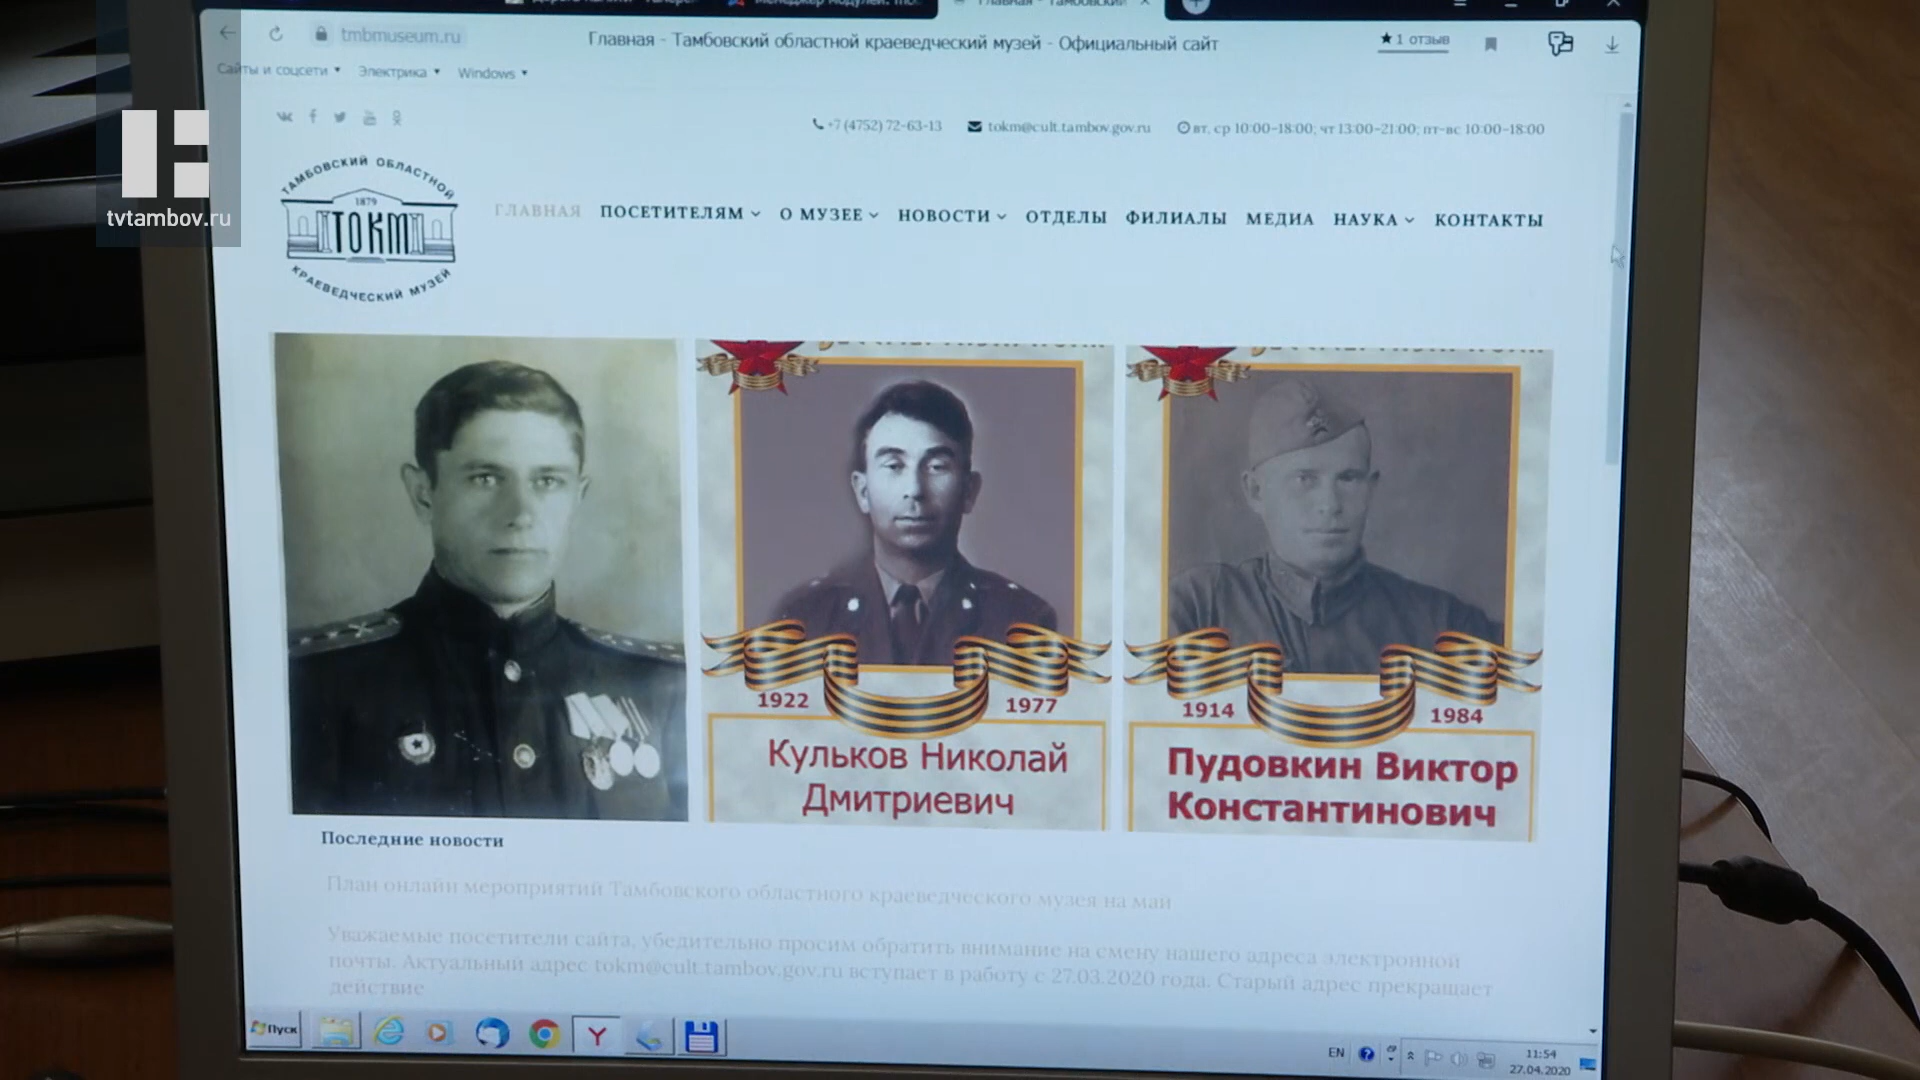 tmbmuseum.ru
Главная - Тамбовский областной краеведческий музей - Официальный сайт
★ 1 отзыв
Сайты и соцсети
Электрика
Windows
+7 (4752) 72-63-13
tokm@cult.tambov.gov.ru
вт, ср 10:00-18:00; чт 13:00-21:00; пт-вс 10:00-18:00
tvtambov.ru
ТАМБОВСКИЙ ОБЛАСТНОЙ
1879
ТОКМ
КРАЕВЕДЧЕСКИЙ МУЗЕЙ
ГЛАВНАЯ
ПОСЕТИТЕЛЯМ
О МУЗЕЕ
НОВОСТИ
ОТДЕЛЫ
ФИЛИАЛЫ
МЕДИА
НАУКА
КОНТАКТЫ
1922
1977
Кульков Николай
Дмитриевич
1914
1984
Пудовкин Виктор
Константинович
Последние новости
План онлайн мероприятий Тамбовского областного краеведческого музея на май
Уважаемые посетители сайта, убедительно просим обратить внимание на смену нашего адреса электронной
почты. Актуальный адрес tokm@cult.tambov.gov.ru вступает в работу с 27.03.2020 года. Старый адрес прекращает
действие
Пуск
EN
11:54
27.04.2020